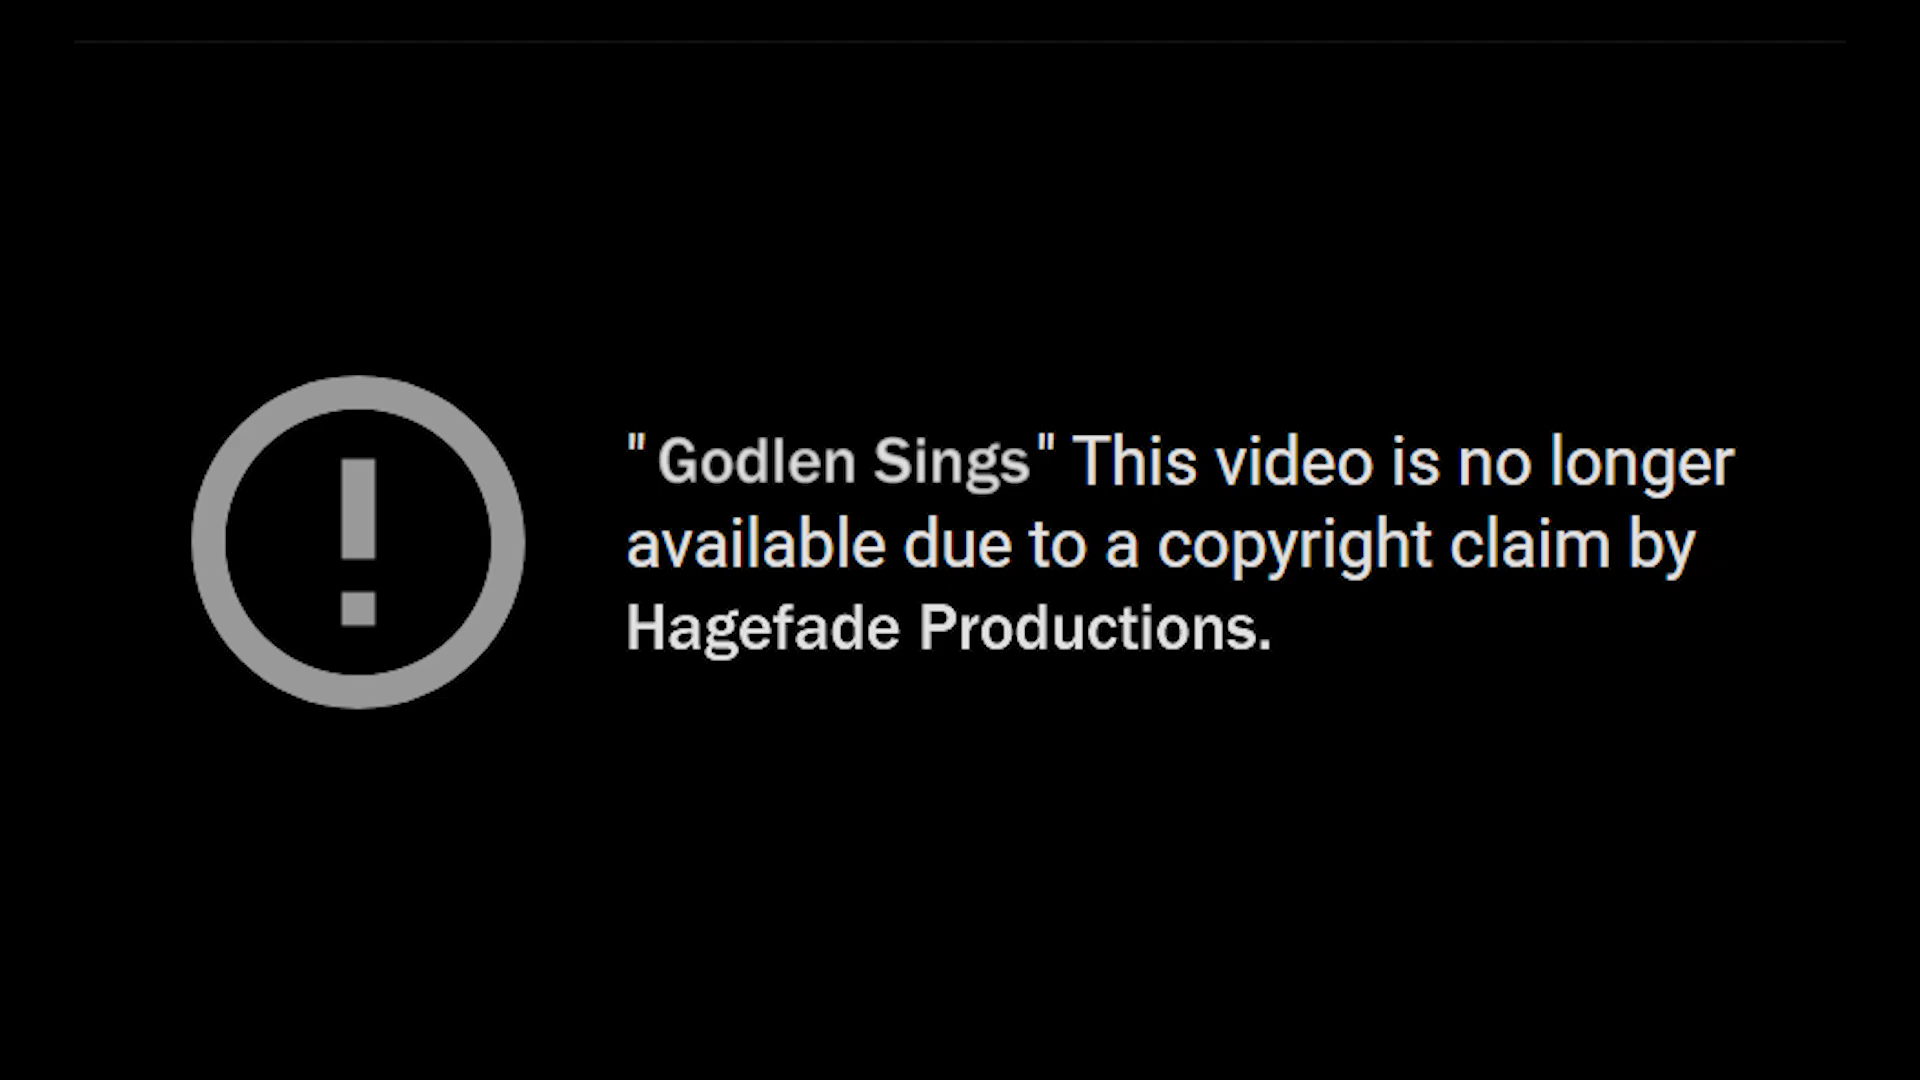 "Godlen Sings" This video is no longer
available due to a copyright claim by
Hagefade Productions.